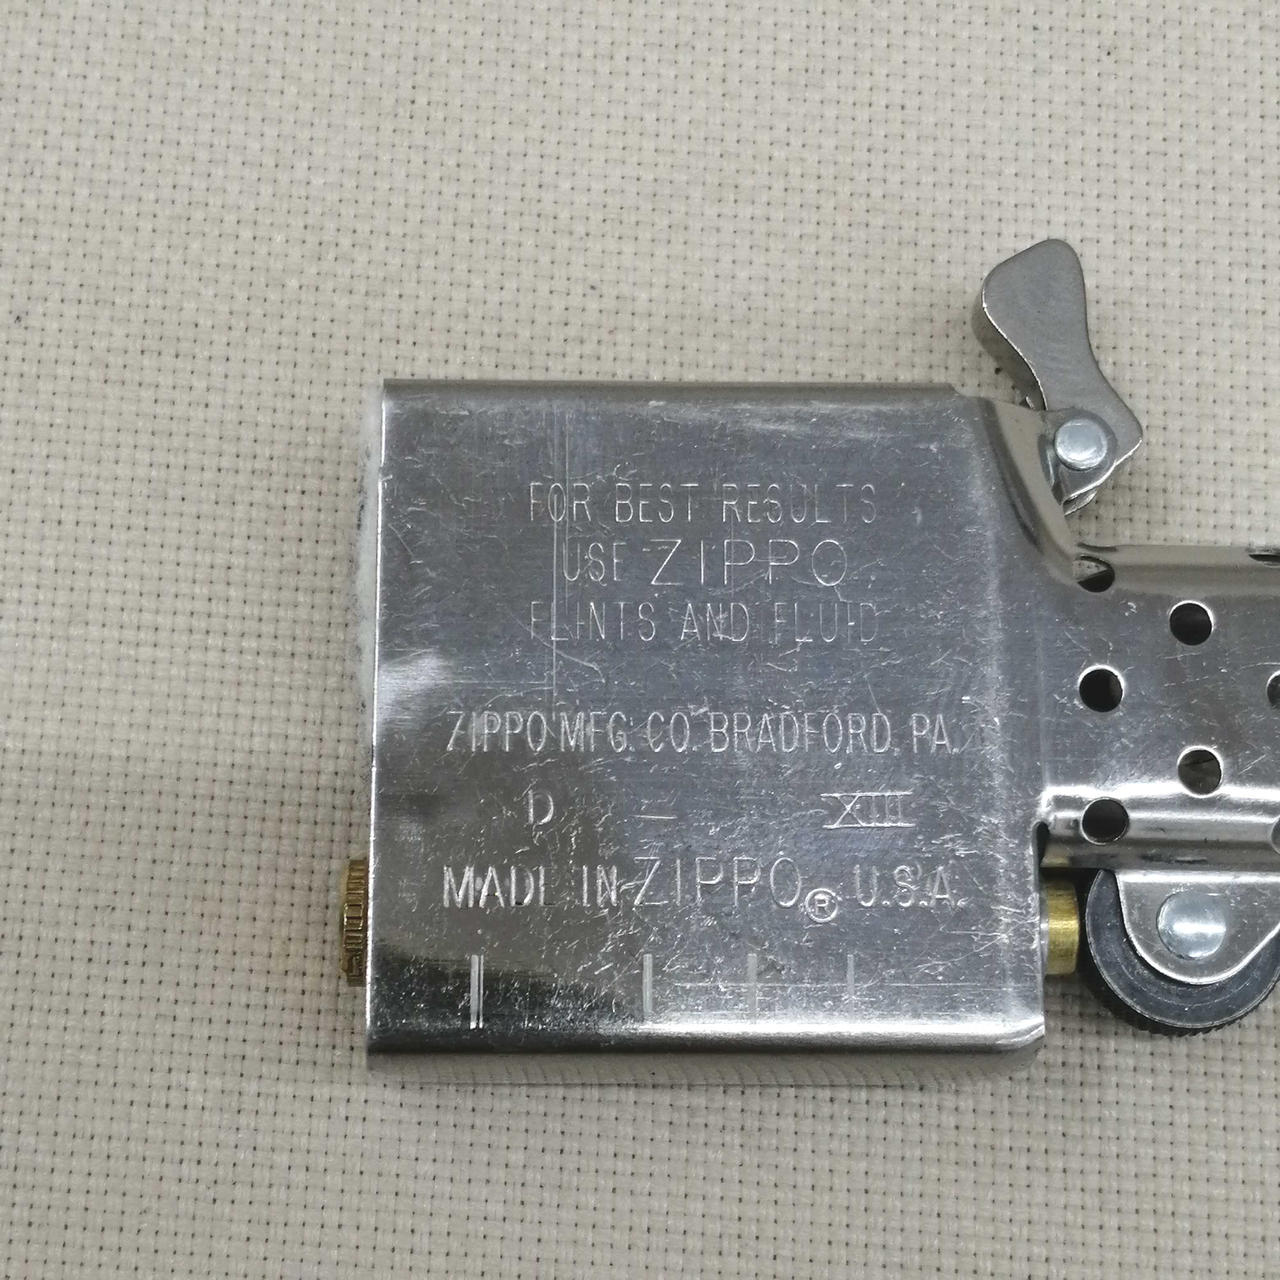 FOR BEST RESULTS
USE ZIPPO
FLINTS AND FLUID
ZIPPO MFG. CO. BRADFORD, PA.
D — XIII
MADE IN ZIPPO® U.S.A.